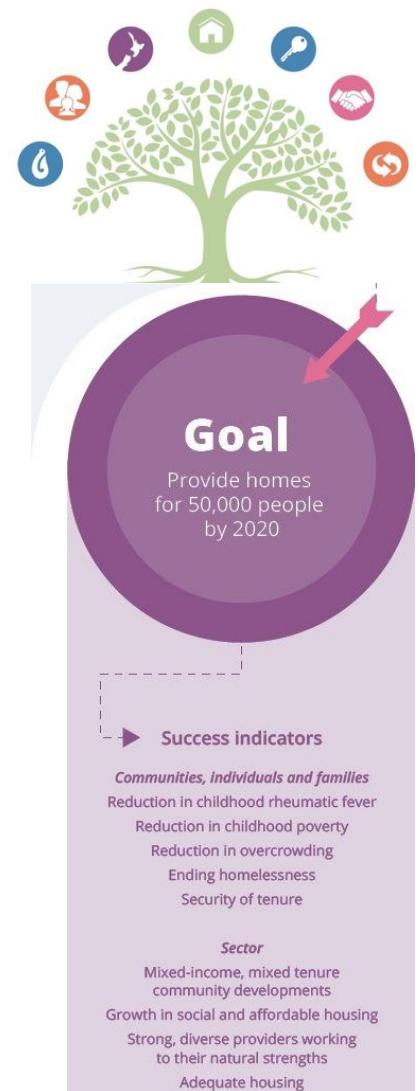 Goal
Provide homes
for 50,000 people
by 2020
Success indicators
Communities, individuals and families
Reduction in childhood rheumatic fever
Reduction in childhood poverty
Reduction in overcrowding
Ending homelessness
Security of tenure
Sector
Mixed-income, mixed tenure
community developments
Growth in social and affordable housing
Strong, diverse providers working
to their natural strengths
Adequate housing